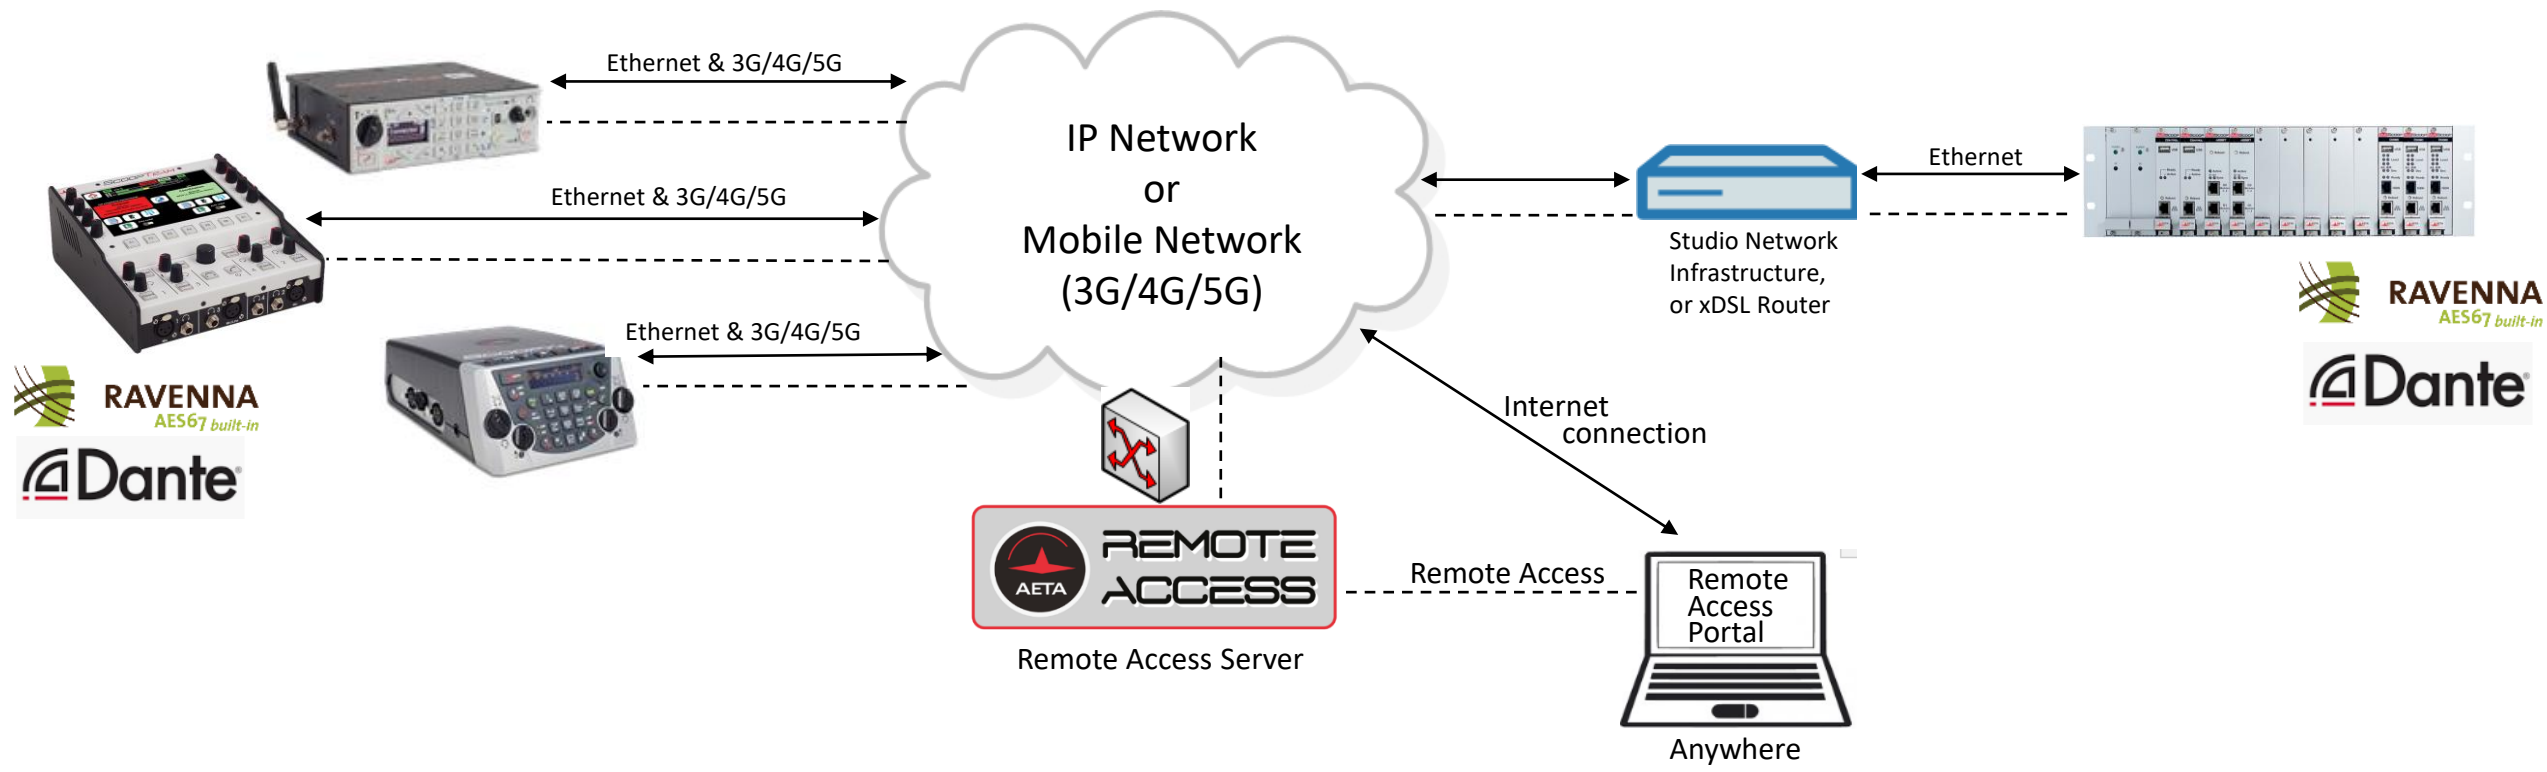 Ethernet & 3G/4G/5G
Ethernet & 3G/4G/5G
Ethernet & 3G/4G/5G
RAVENNA
AES67 built-in
Dante
IP Network
or
Mobile Network
(3G/4G/5G)
Studio Network
Infrastructure,
or xDSL Router
Ethernet
RAVENNA
AES67 built-in
Dante
Internet
connection
AETA
REMOTE
ACCESS
Remote Access Server
Remote Access
Remote
Access
Portal
Anywhere